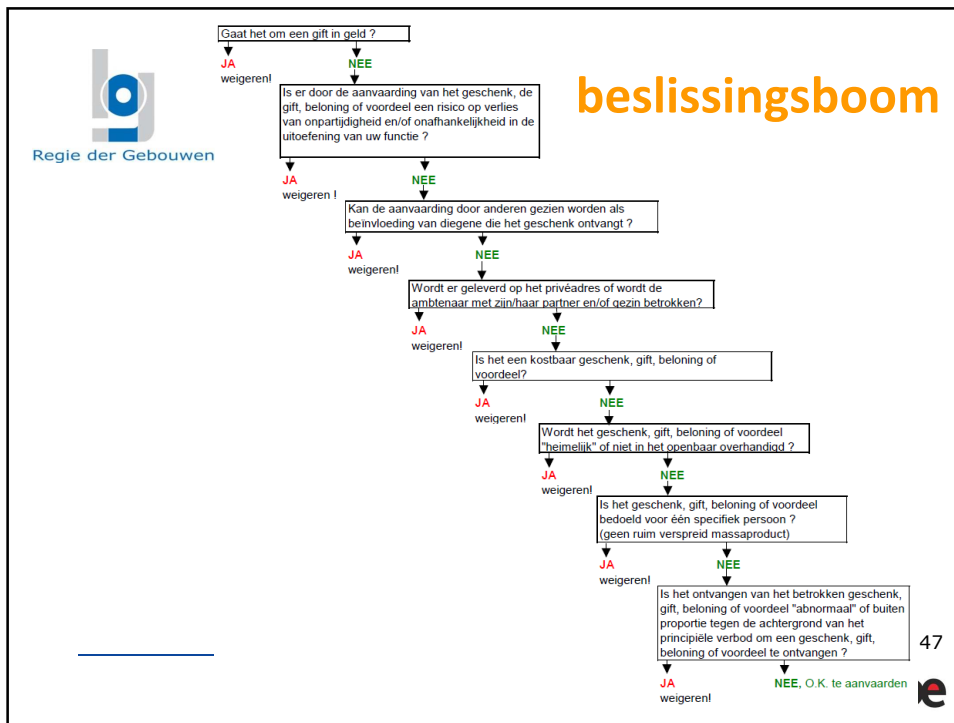 Gaat het om een gift in geld ?
JA
weigeren!
NEE
beslissingsboom
Regie der Gebouwen
Is er door de aanvaarding van het geschenk, de
gift, beloning of voordeel een risico op verlies
van onpartijdigheid en/of onafhankelijkheid in de
uitoefening van uw functie ?
JA
weigeren !
NEE
Kan de aanvaarding door anderen gezien worden als
beïnvloeding van diegene die het geschenk ontvangt ?
JA
weigeren!
NEE
Wordt er geleverd op het privéadres of wordt de
ambtenaar met zijn/haar partner en/of gezin betrokken?
JA
weigeren!
NEE
Is het een kostbaar geschenk, gift, beloning of
voordeel?
JA
weigeren!
NEE
Wordt het geschenk, gift, beloning of voordeel
"heimelijk" of niet in het openbaar overhandigd ?
JA
weigeren!
NEE
Is het geschenk, gift, beloning of voordeel
bedoeld voor één specifiek persoon ?
(geen ruim verspreid massaproduct)
JA
weigeren!
NEE
Is het ontvangen van het betrokken geschenk,
gift, beloning of voordeel "abnormaal" of buiten
proportie tegen de achtergrond van het
principiële verbod om een geschenk, gift,
beloning of voordeel te ontvangen ?
JA
weigeren!
NEE, O.K. te aanvaarden
47